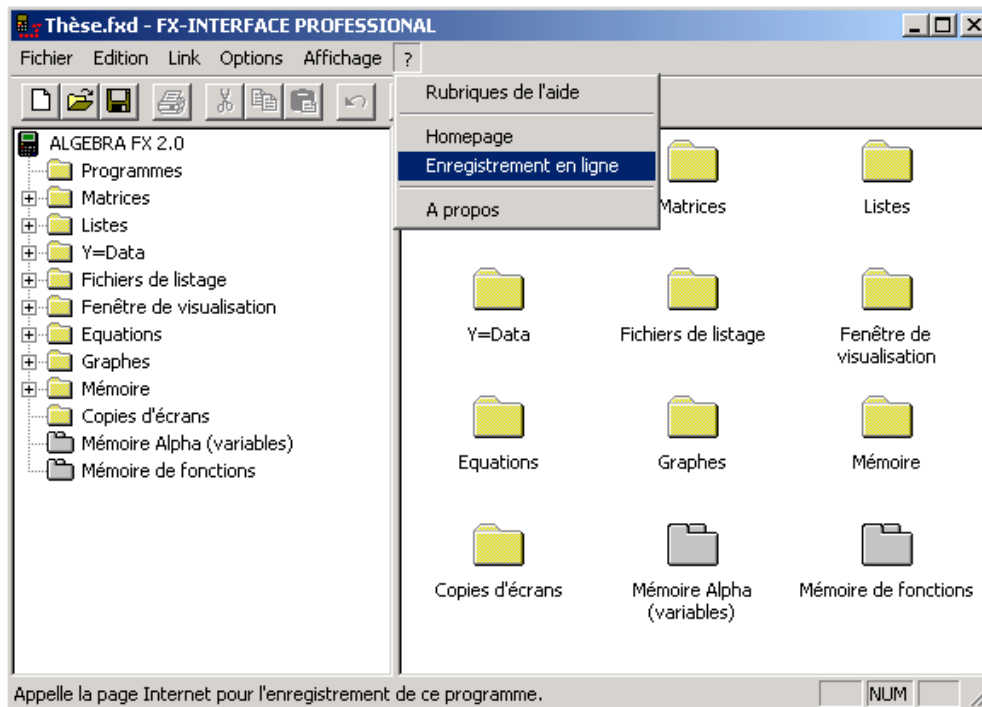 Thèse.fxd - FX-INTERFACE PROFESSIONAL
Fichier Edition Link Options Affichage ?
Rubriques de l'aide
Homepage
Enregistrement en ligne
A propos
ALGEBRA FX 2.0
Programmes
Matrices
Listes
Y=Data
Fichiers de listage
Fenêtre de visualisation
Equations
Graphes
Mémoire
Copies d'écrans
Mémoire Alpha (variables)
Mémoire de fonctions
Matrices
Listes
Y=Data
Fichiers de listage
Fenêtre de
visualisation
Equations
Graphes
Mémoire
Copies d'écrans
Mémoire Alpha
(variables)
Mémoire de fonctions
Appelle la page Internet pour l'enregistrement de ce programme.
NUM